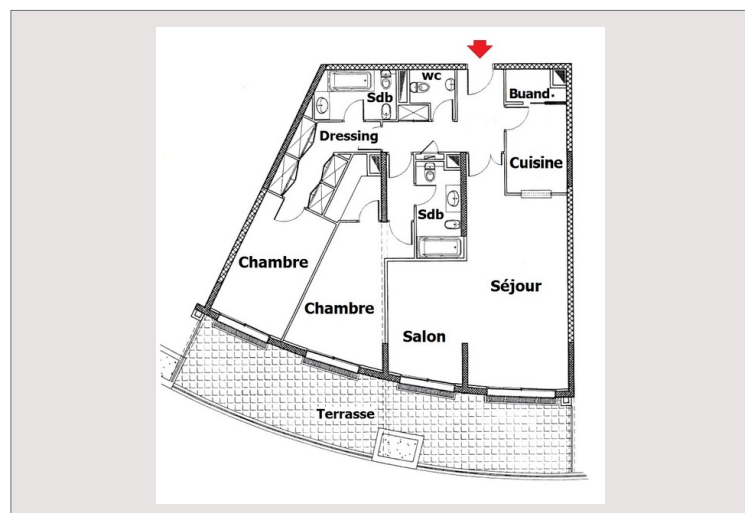 WC
Sdb
Buand.
Dressing
Cuisine
Sdb
Chambre
Séjour
Chambre
Salon
Terrasse